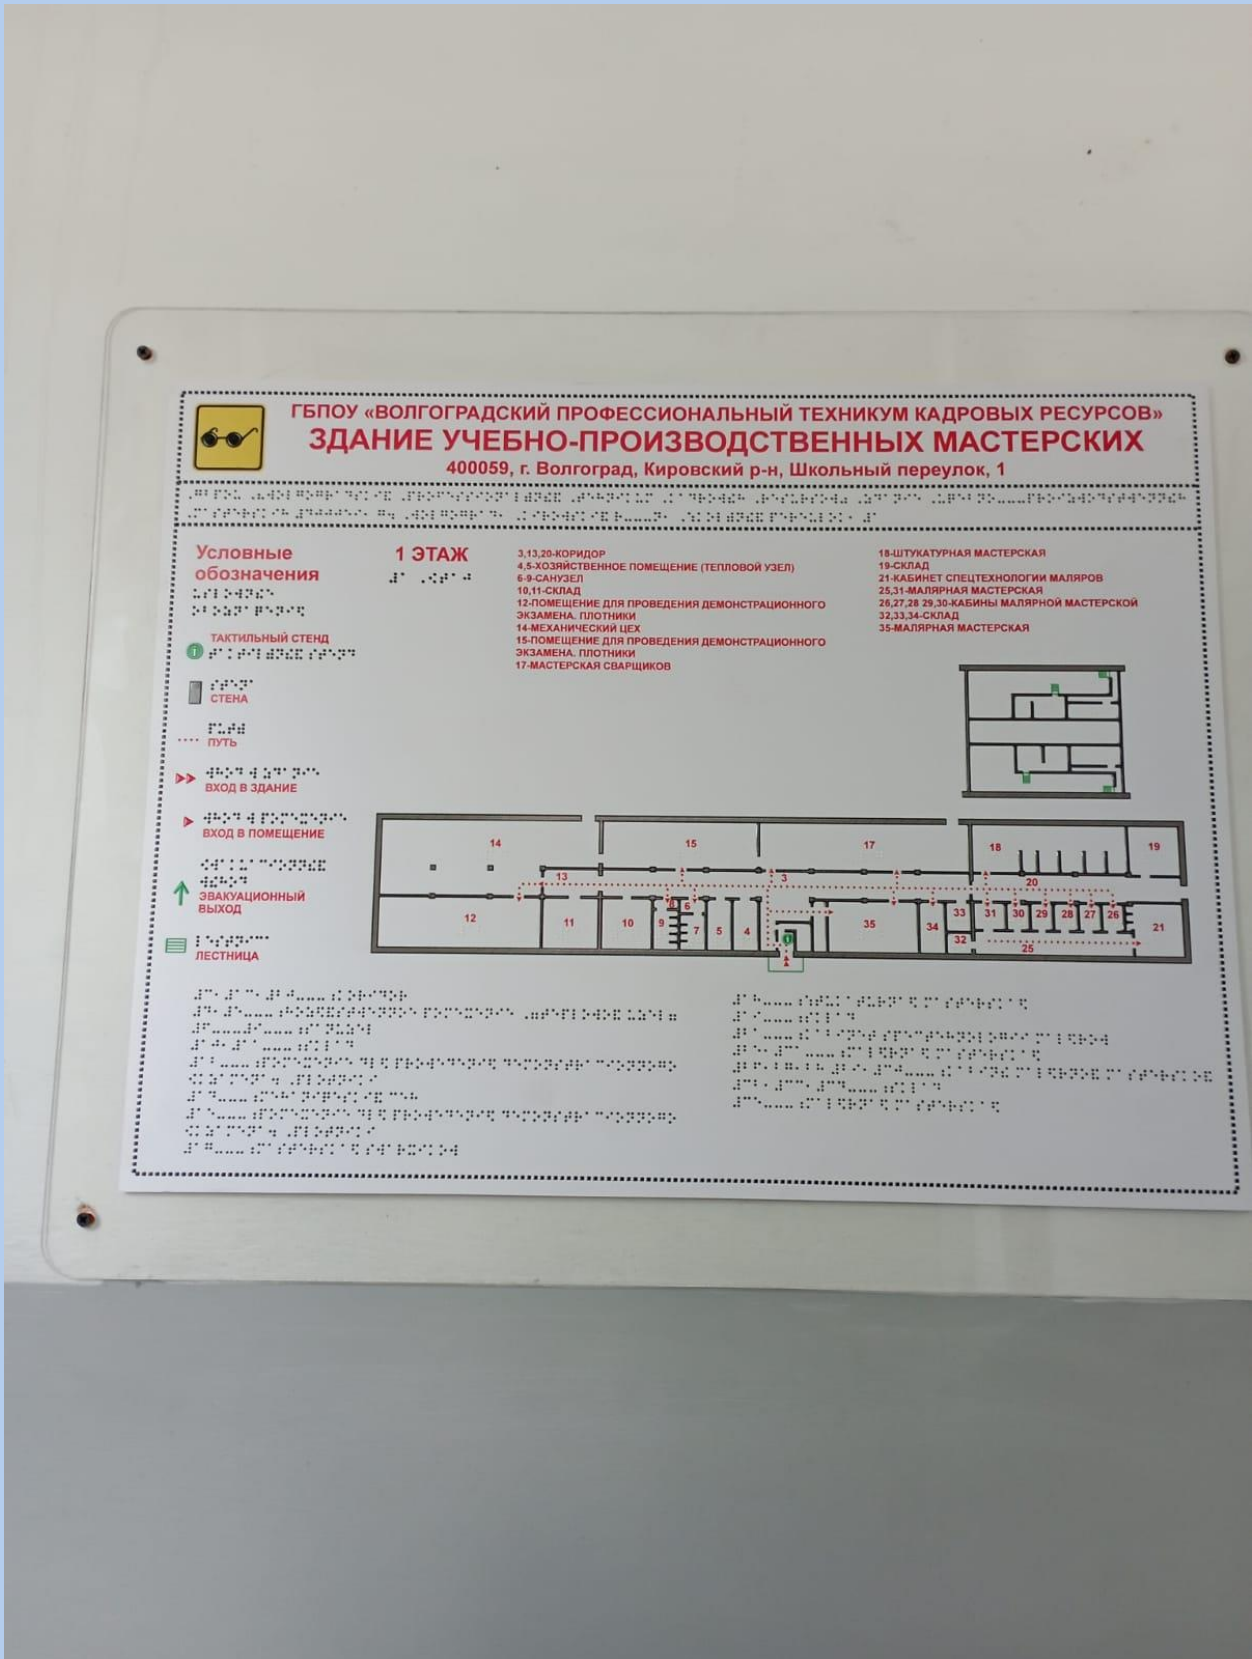 ГБПОУ «ВОЛГОГРАДСКИЙ ПРОФЕССИОНАЛЬНЫЙ ТЕХНИКУМ КАДРОВЫХ РЕСУРСОВ»
ЗДАНИЕ УЧЕБНО-ПРОИЗВОДСТВЕННЫХ МАСТЕРСКИХ
400059, г. Волгоград, Кировский р-н, Школьный переулок, 1
Условные
обозначения
ТАКТИЛЬНЫЙ СТЕНД
СТЕНА
ПУТЬ
ВХОД В ЗДАНИЕ
ВХОД В ПОМЕЩЕНИЕ
ЭВАКУАЦИОННЫЙ
ВЫХОД
ЛЕСТНИЦА
1 ЭТАЖ
3,13,20-КОРИДОР
4,5-ХОЗЯЙСТВЕННОЕ ПОМЕЩЕНИЕ (ТЕПЛОВОЙ УЗЕЛ)
6-9-САНУЗЕЛ
10,11-СКЛАД
12-ПОМЕЩЕНИЕ ДЛЯ ПРОВЕДЕНИЯ ДЕМОНСТРАЦИОННОГО
ЭКЗАМЕНА. ПЛОТНИКИ
14-МЕХАНИЧЕСКИЙ ЦЕХ
15-ПОМЕЩЕНИЕ ДЛЯ ПРОВЕДЕНИЯ ДЕМОНСТРАЦИОННОГО
ЭКЗАМЕНА. ПЛОТНИКИ
17-МАСТЕРСКАЯ СВАРЩИКОВ
18-ШТУКАТУРНАЯ МАСТЕРСКАЯ
19-СКЛАД
21-КАБИНЕТ СПЕЦТЕХНОЛОГИИ МАЛЯРОВ
25,31-МАЛЯРНАЯ МАСТЕРСКАЯ
26,27,28 29,30-КАБИНЫ МАЛЯРНОЙ МАСТЕРСКОЙ
32,33,34-СКЛАД
35-МАЛЯРНАЯ МАСТЕРСКАЯ
14 15 17 18 19
13 3 20
12 11 10 9 8 6 7 5 4 35 34 33 32 31 30 29 28 27 26 21
25